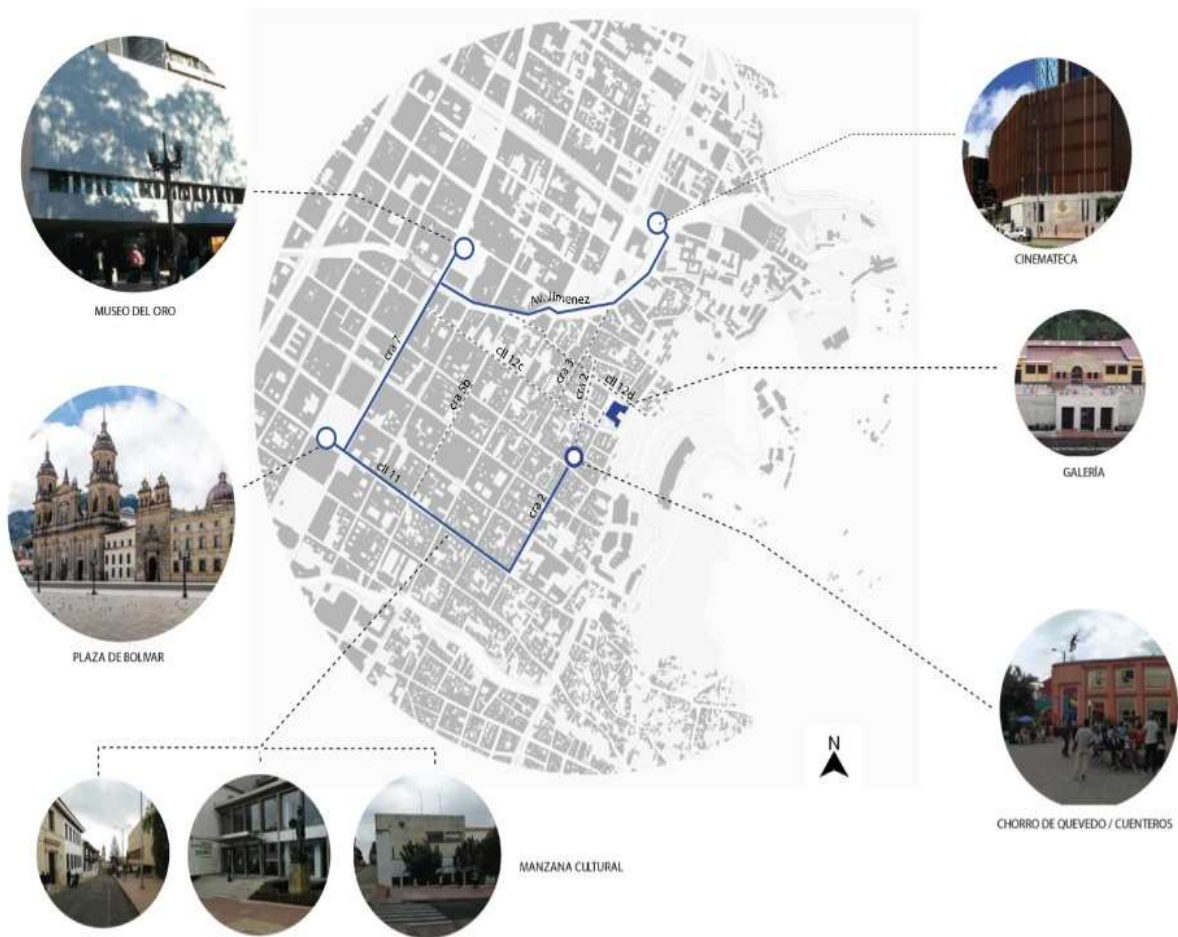 MUSEO DEL ORO
CINEMATECA
Av. Jimenez
cra 7
cll 12c
cra 3
cra 2
cll 12d
cra 5b
GALERÍA
cll 11
cra 2
PLAZA DE BOLIVAR
N
CHORRO DE QUEVEDO / CUENTEROS
MANZANA CULTURAL